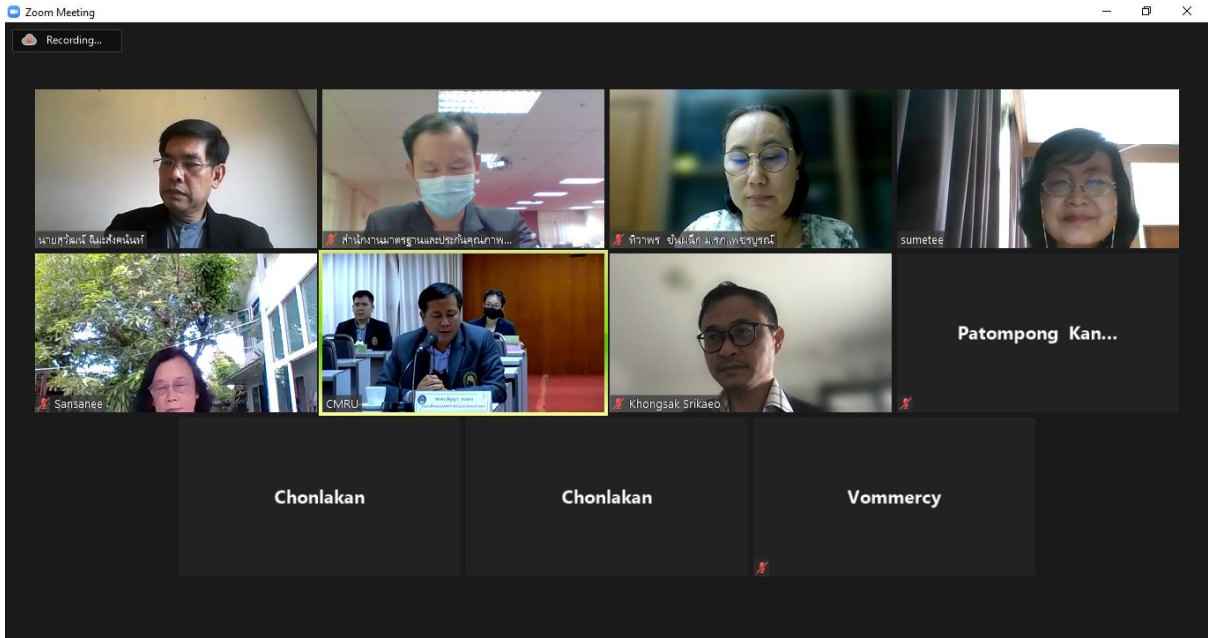 Zoom Meeting
Recording...
นายสุวัฒน์ ฉิมะสังคนันท์
สำนักงานมาตรฐานและประกันคุณภาพ...
ทิวาพร ขันผนึก ม.รภ.เพชรบูรณ์
sumetee
Sansanee
CMRU
Khongsak Srikaeo
Patompong Kan...
Chonlakan
Chonlakan
Vommercy